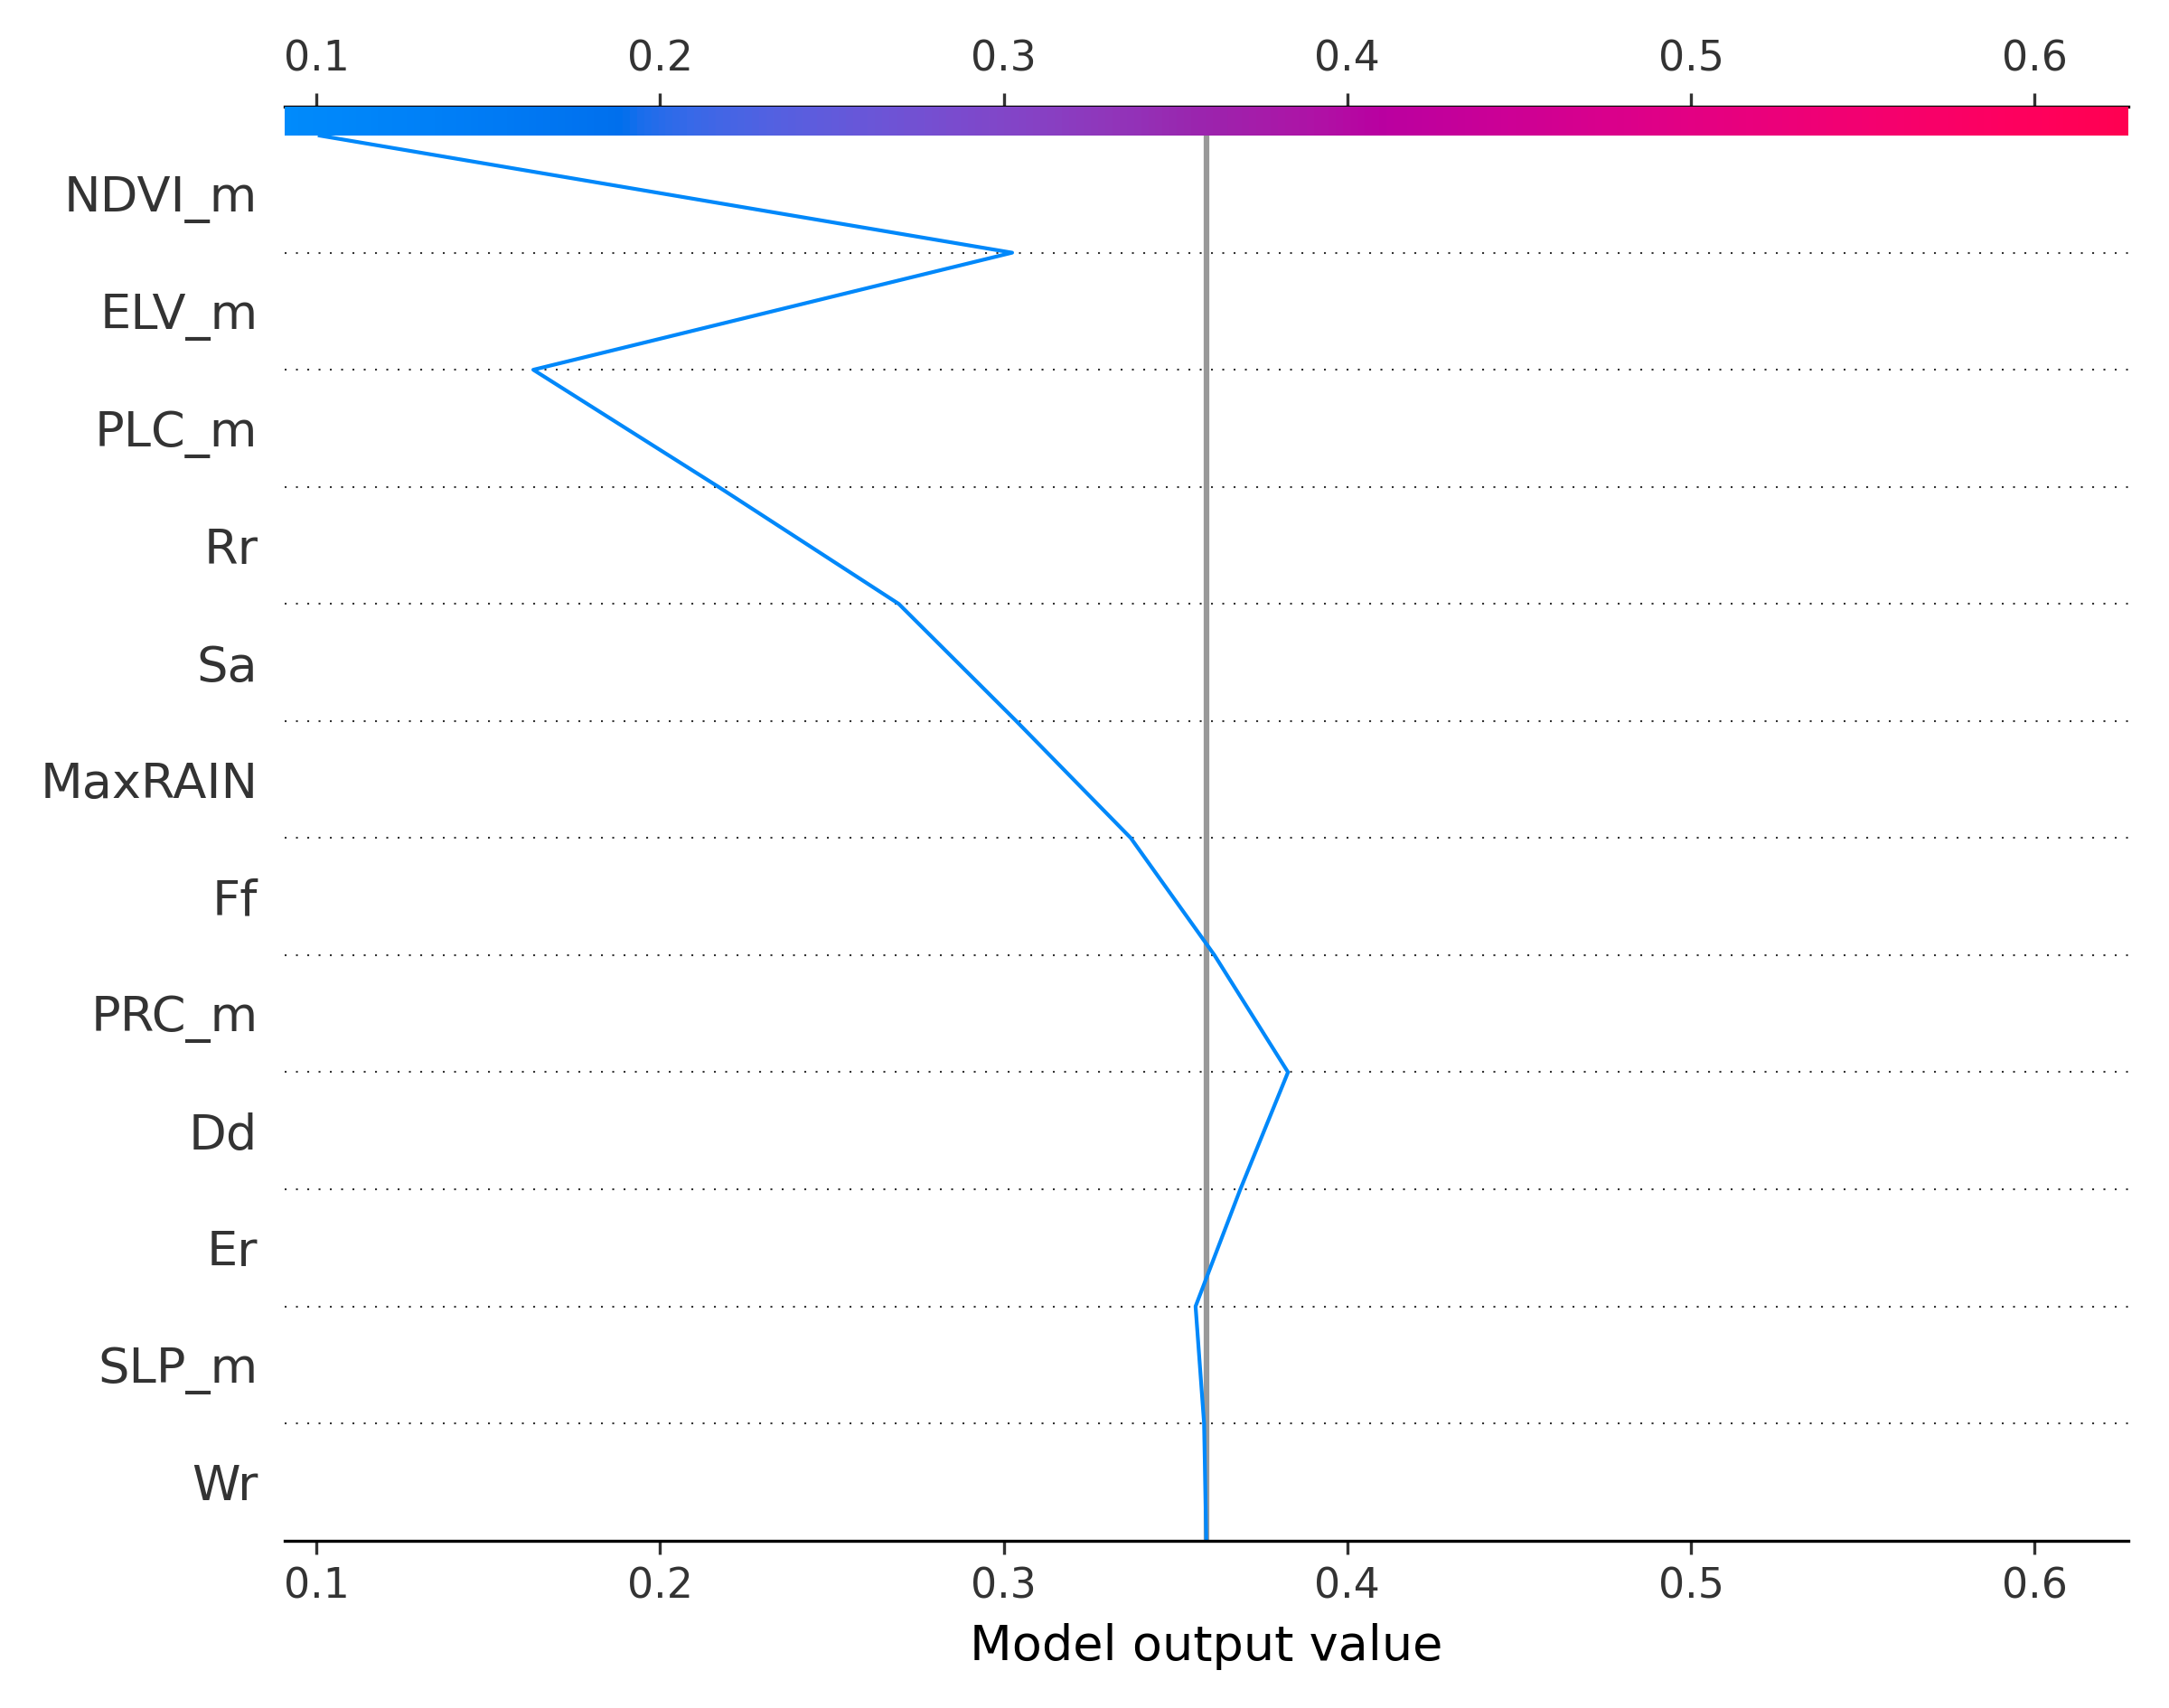 0.1 0.2 0.3 0.4 0.5 0.6
NDVI_m
ELV_m
PLC_m
Rr
Sa
MaxRAIN
Ff
PRC_m
Dd
Er
SLP_m
Wr
0.1 0.2 0.3 0.4 0.5 0.6
Model output value